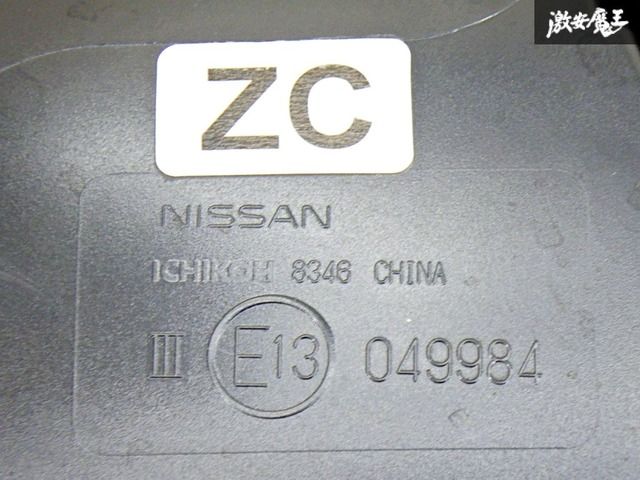 激安魔王
ZC
NISSAN
ICHIKOH 8346 CHINA
III E13 049984